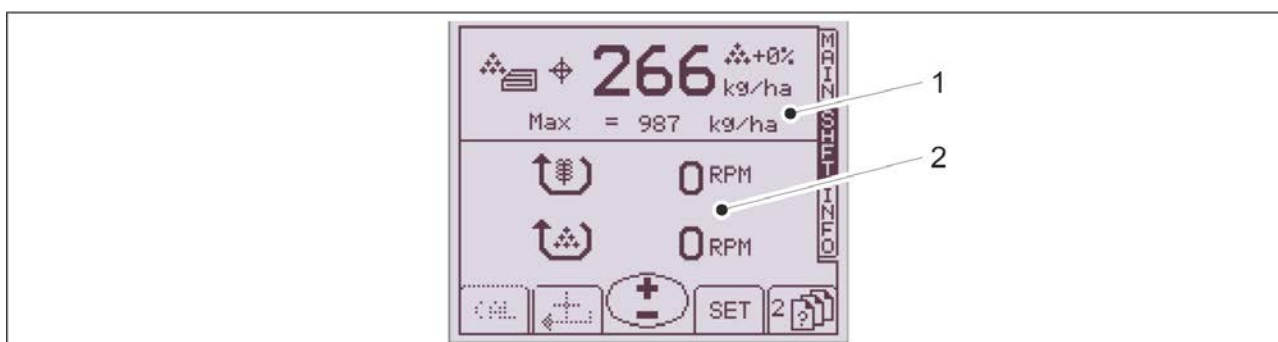 266 +0%
kg/ha
Max = 987 kg/ha
0 RPM
0 RPM
CAL SET 2 ?
MAIN SHFT INFO
1
2